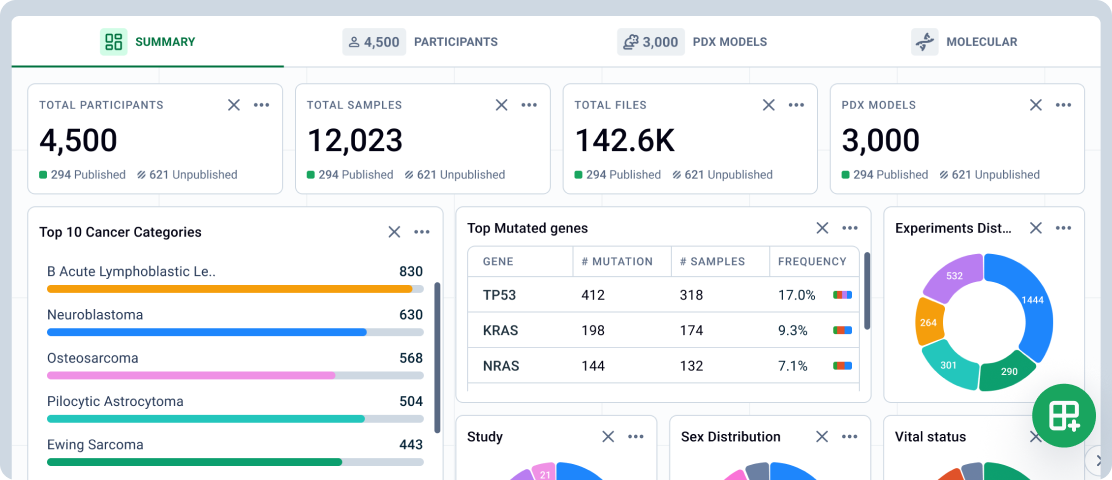 SUMMARY
4,500 PARTICIPANTS
3,000 PDX MODELS
MOLECULAR
TOTAL PARTICIPANTS
4,500
294 Published 621 Unpublished
TOTAL SAMPLES
12,023
294 Published 621 Unpublished
TOTAL FILES
142.6K
294 Published 621 Unpublished
PDX MODELS
3,000
294 Published 621 Unpublished
Top 10 Cancer Categories
B Acute Lymphoblastic Le.. 830
Neuroblastoma 630
Osteosarcoma 568
Pilocytic Astrocytoma 504
Ewing Sarcoma 443
Top Mutated genes
GENE # MUTATION # SAMPLES FREQUENCY
TP53 412 318 17.0%
KRAS 198 174 9.3%
NRAS 144 132 7.1%
Experiments Dist...
532
1444
264
301
290
Study
21
Sex Distribution
Vital status